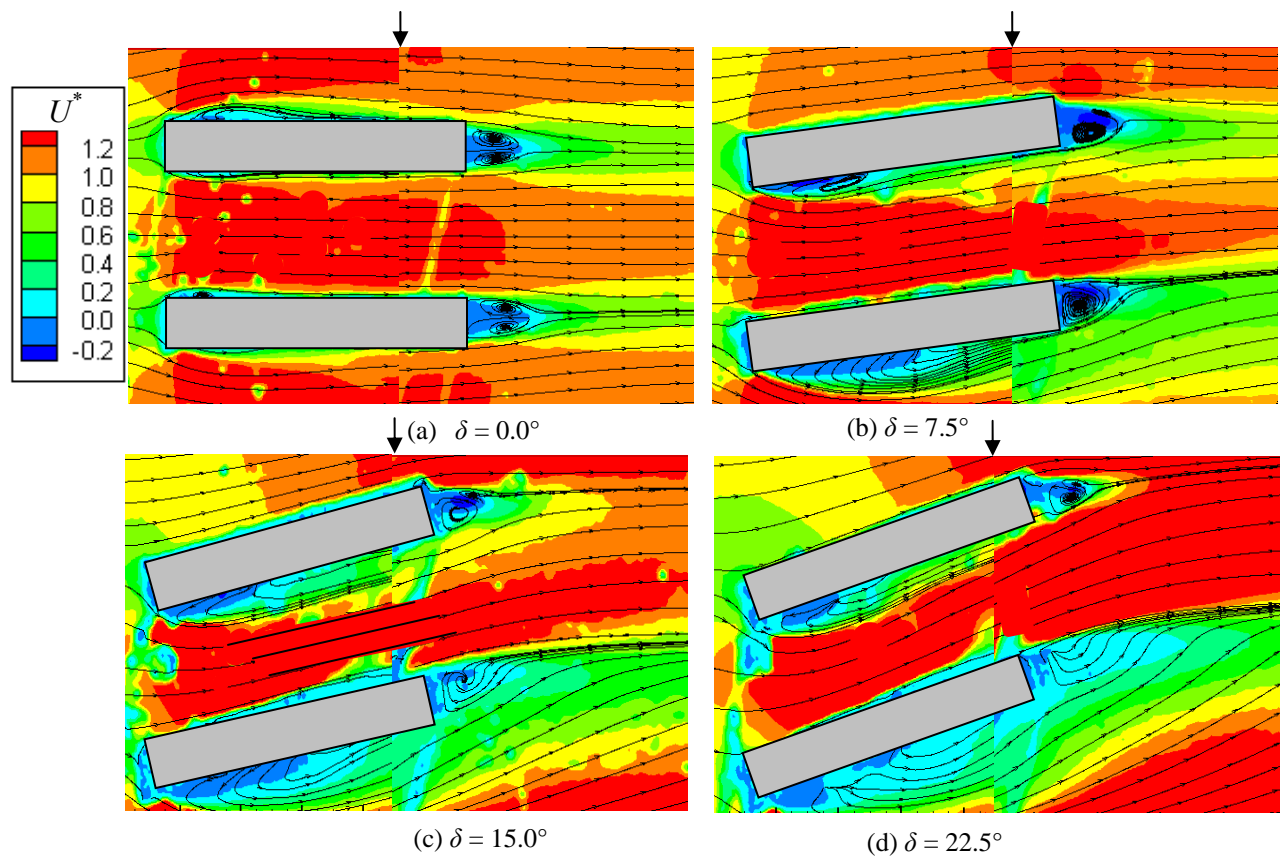 U*
1.2
1.0
0.8
0.6
0.4
0.2
0.0
-0.2
(a) δ = 0.0°
(b) δ = 7.5°
(c) δ = 15.0°
(d) δ = 22.5°